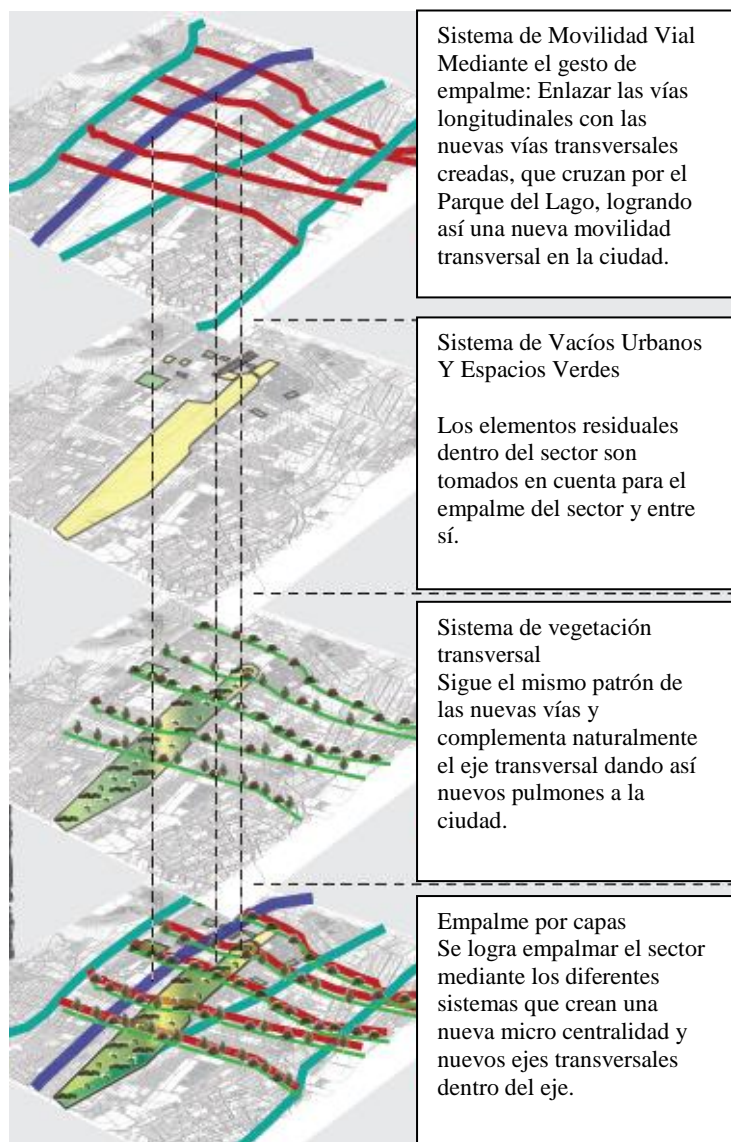 Sistema de Movilidad Vial
Mediante el gesto de
empalme: Enlazar las vías
longitudinales con las
nuevas vías transversales
creadas, que cruzan por el
Parque del Lago, logrando
así una nueva movilidad
transversal en la ciudad.
Sistema de Vacíos Urbanos
Y Espacios Verdes
Los elementos residuales
dentro del sector son
tomados en cuenta para el
empalme del sector y entre
sí.
Sistema de vegetación
transversal
Sigue el mismo patrón de
las nuevas vías y
complementa naturalmente
el eje transversal dando así
nuevos pulmones a la
ciudad.
Empalme por capas
Se logra empalmar el sector
mediante los diferentes
sistemas que crean una
nueva micro centralidad y
nuevos ejes transversales
dentro del eje.